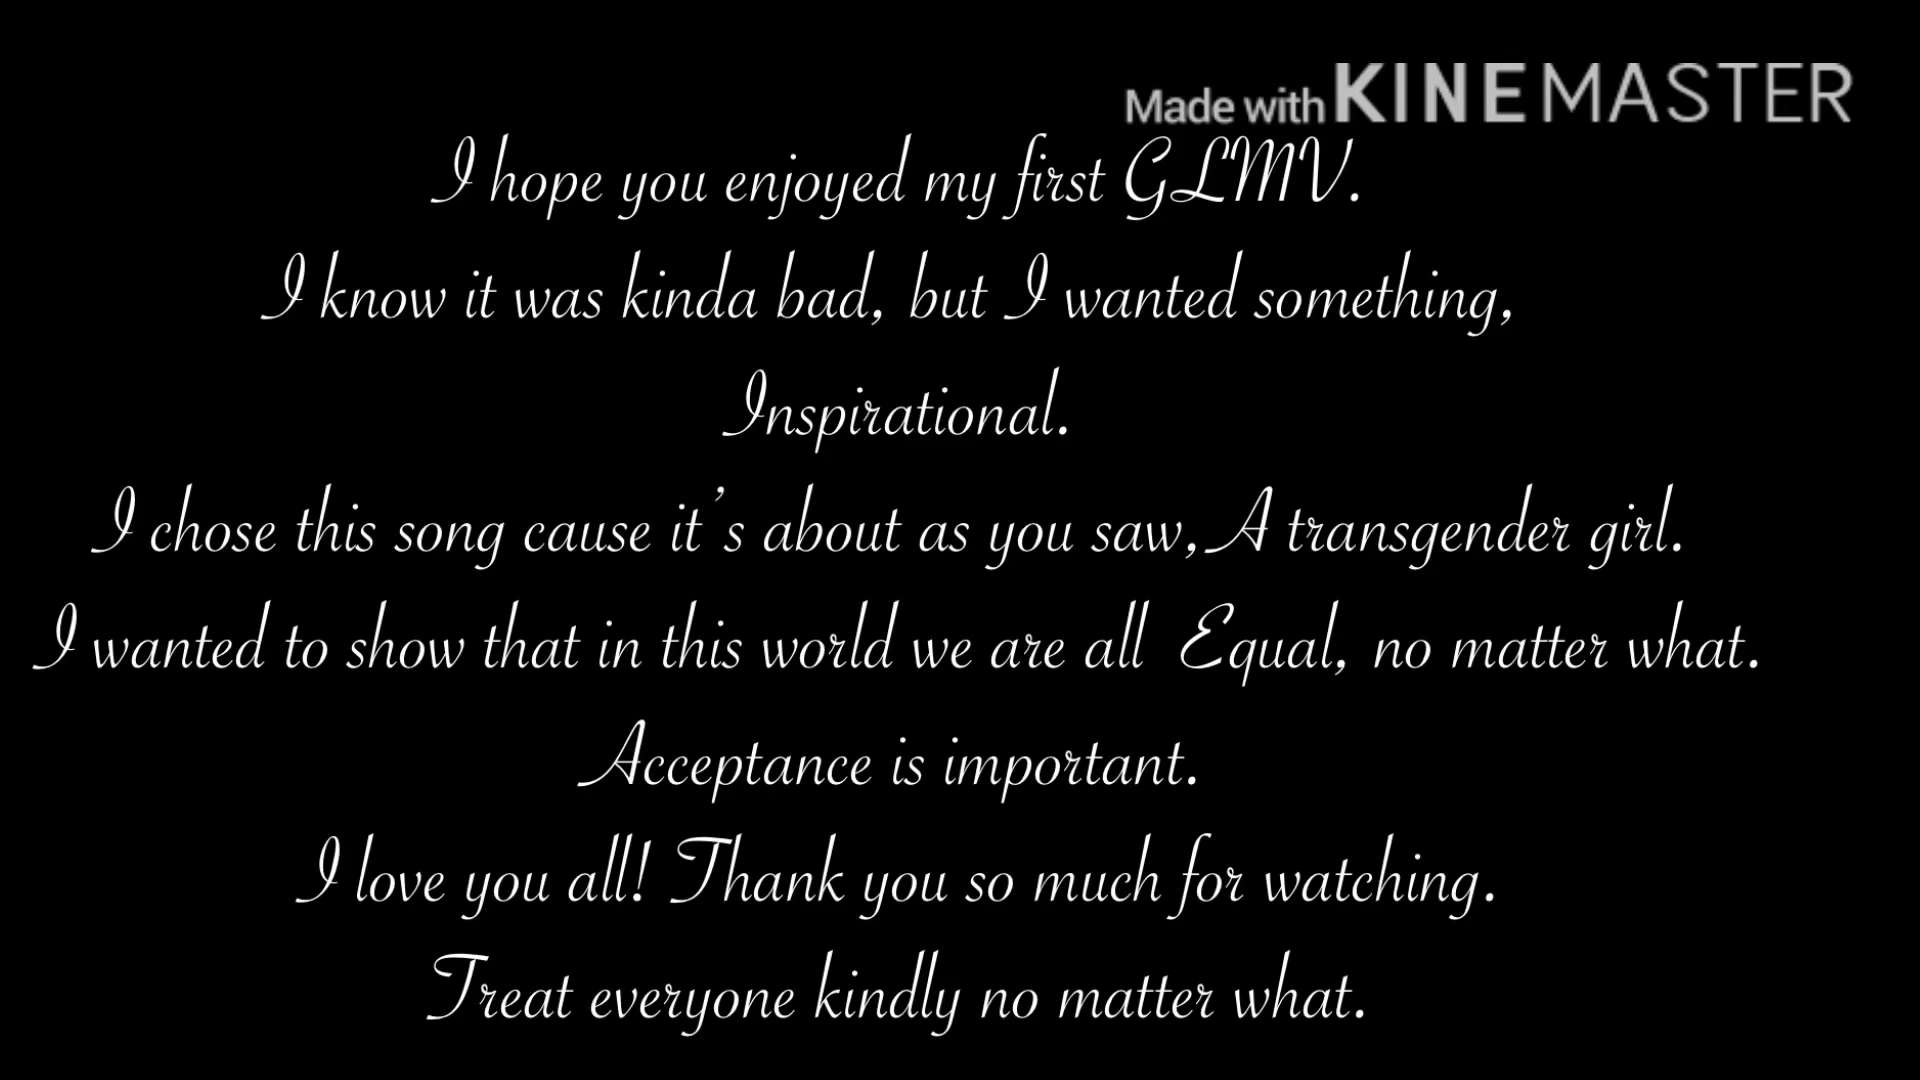 Made with KINEMASTER
I hope you enjoyed my first GLMV.
I know it was kinda bad, but I wanted something,
Inspirational.
I chose this song cause it's about as you saw,A transgender girl.
I wanted to show that in this world we are all  Equal, no matter what.
Acceptance is important.
I love you all! Thank you so much for watching.
Treat everyone kindly no matter what.